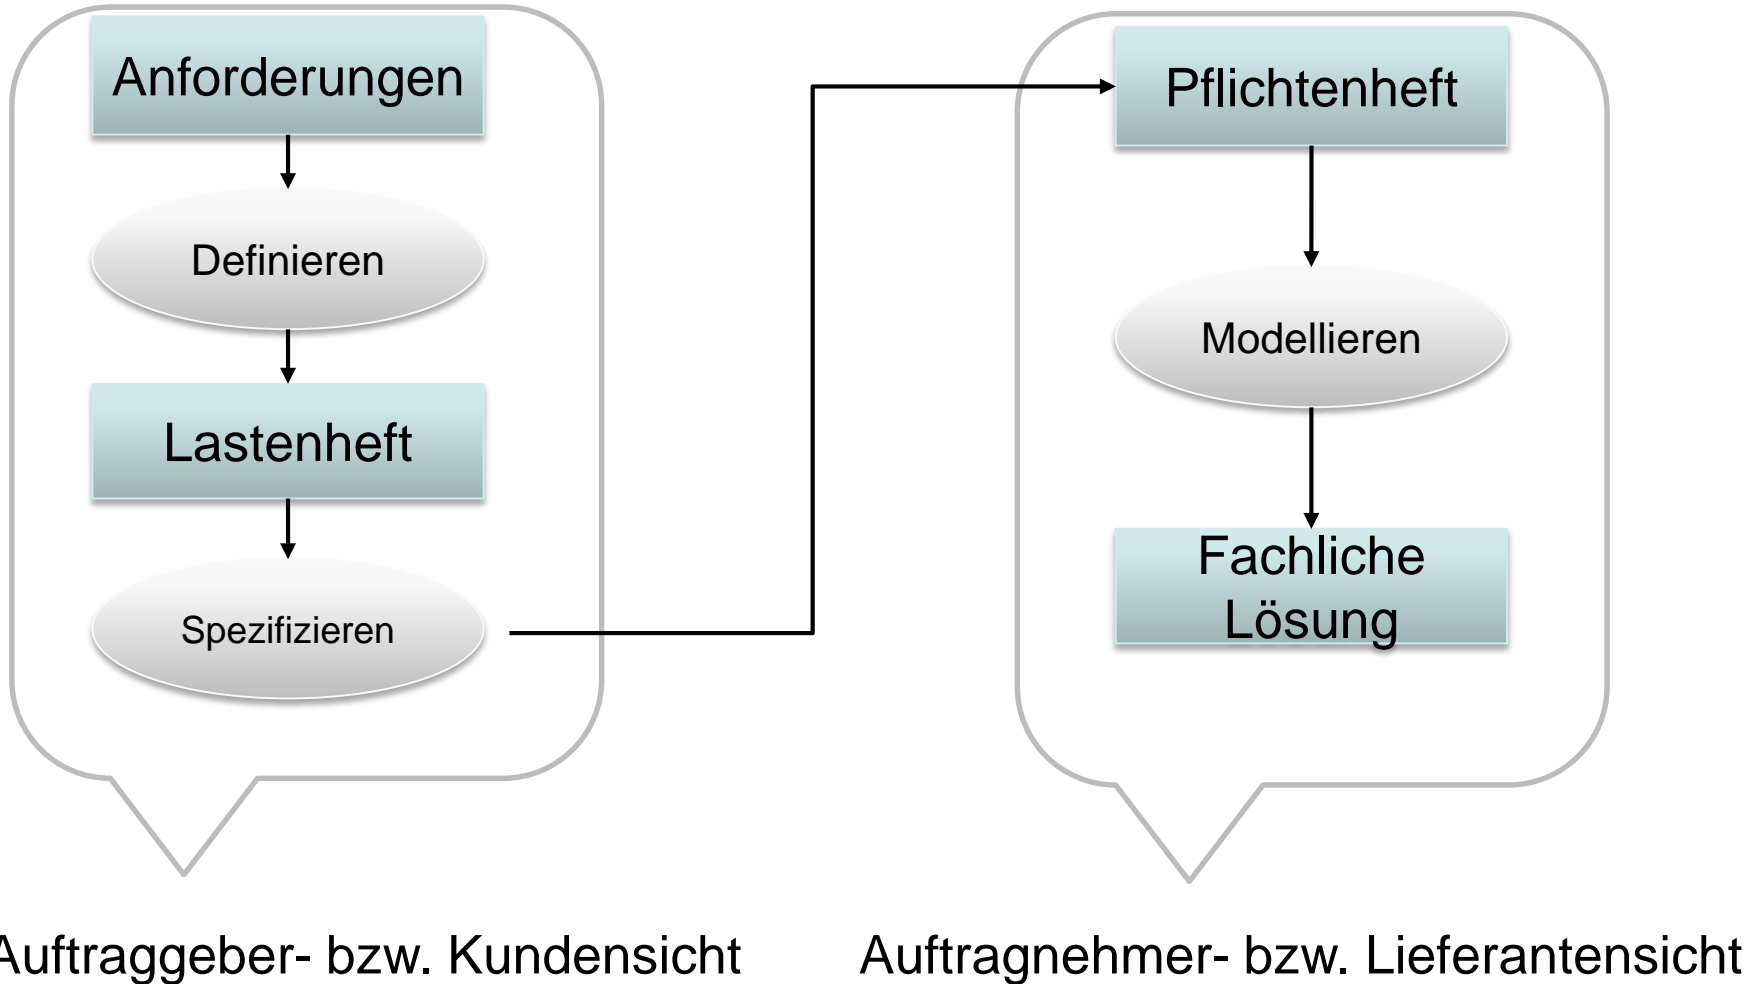 Anforderungen
Definieren
Lastenheft
Spezifizieren
Pflichtenheft
Modellieren
Fachliche
Lösung
Auftraggeber- bzw. Kundensicht
Auftragnehmer- bzw. Lieferantensicht